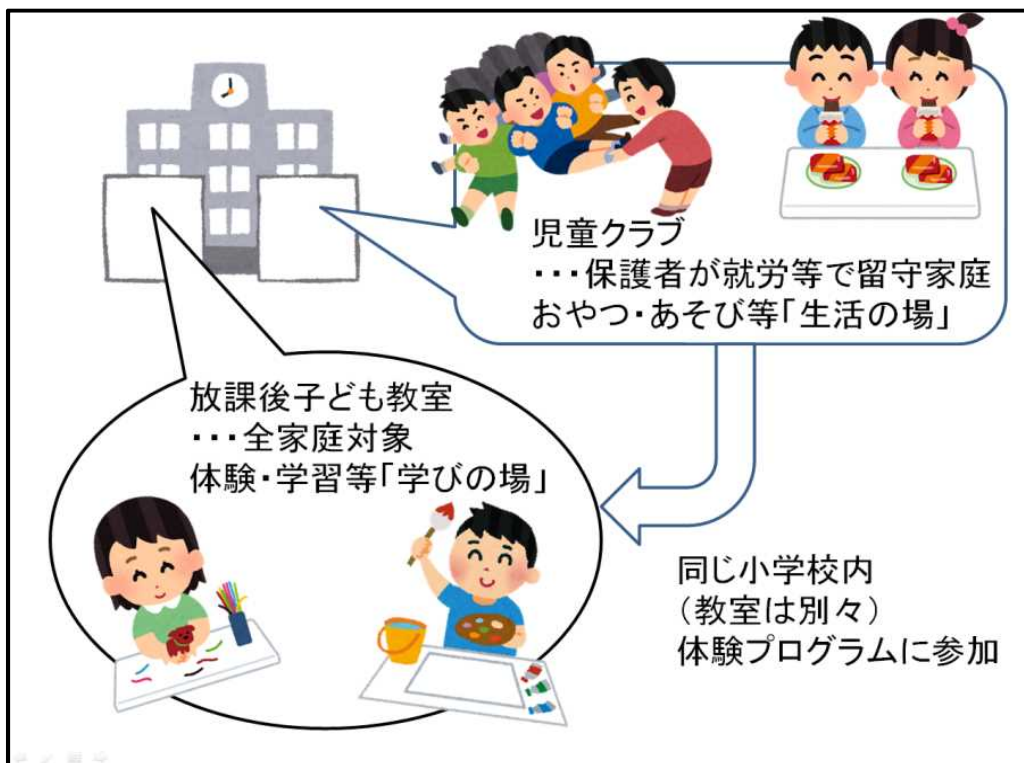 児童クラブ
・・・保護者が就労等で留守家庭
おやつ・あそび等「生活の場」
放課後子ども教室
・・・全家庭対象
体験・学習等「学びの場」
同じ小学校内
（教室は別々）
体験プログラムに参加